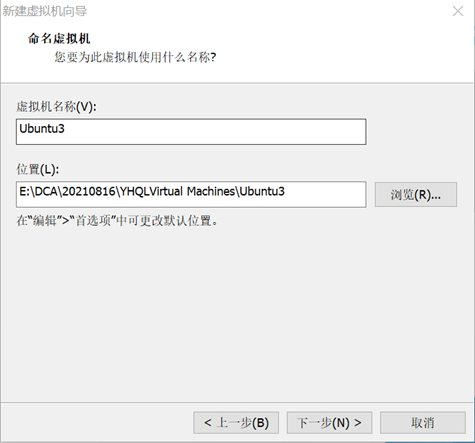 新建虚拟机向导
命名虚拟机
您要为此虚拟机使用什么名称?
虚拟机名称(V):
Ubuntu3
位置(L):
E:\DCA\20210816\YHQLVirtual Machines\Ubuntu3
浏览(R)...
在“编辑”>“首选项”中可更改默认位置。
< 上一步(B)
下一步(N) >
取消